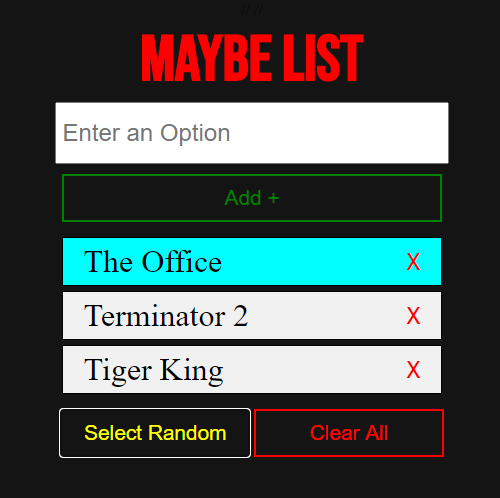 // //
MAYBE LIST
Enter an Option
Add +
The Office X
Terminator 2 X
Tiger King X
Select Random Clear All